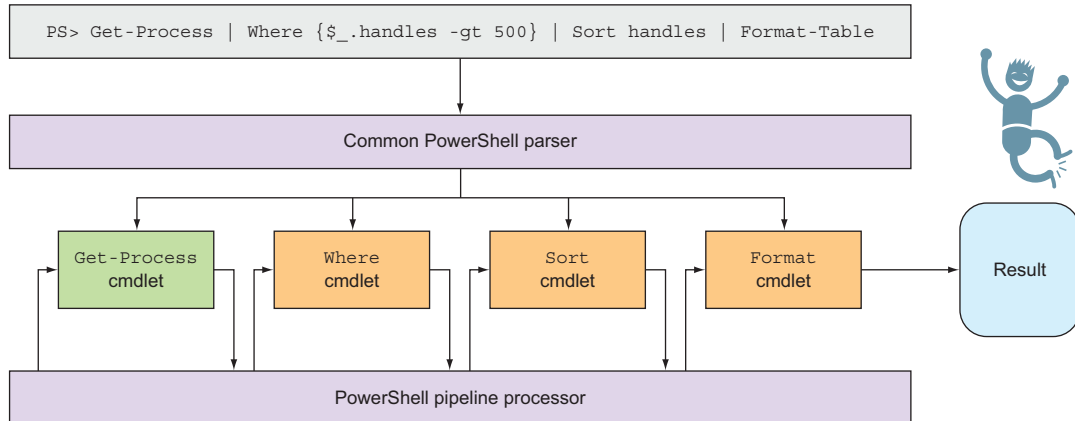 PS> Get-Process | Where {$_.handles -gt 500} | Sort handles | Format-Table
Common PowerShell parser
Get-Process
cmdlet
Where
cmdlet
Sort
cmdlet
Format
cmdlet
Result
PowerShell pipeline processor